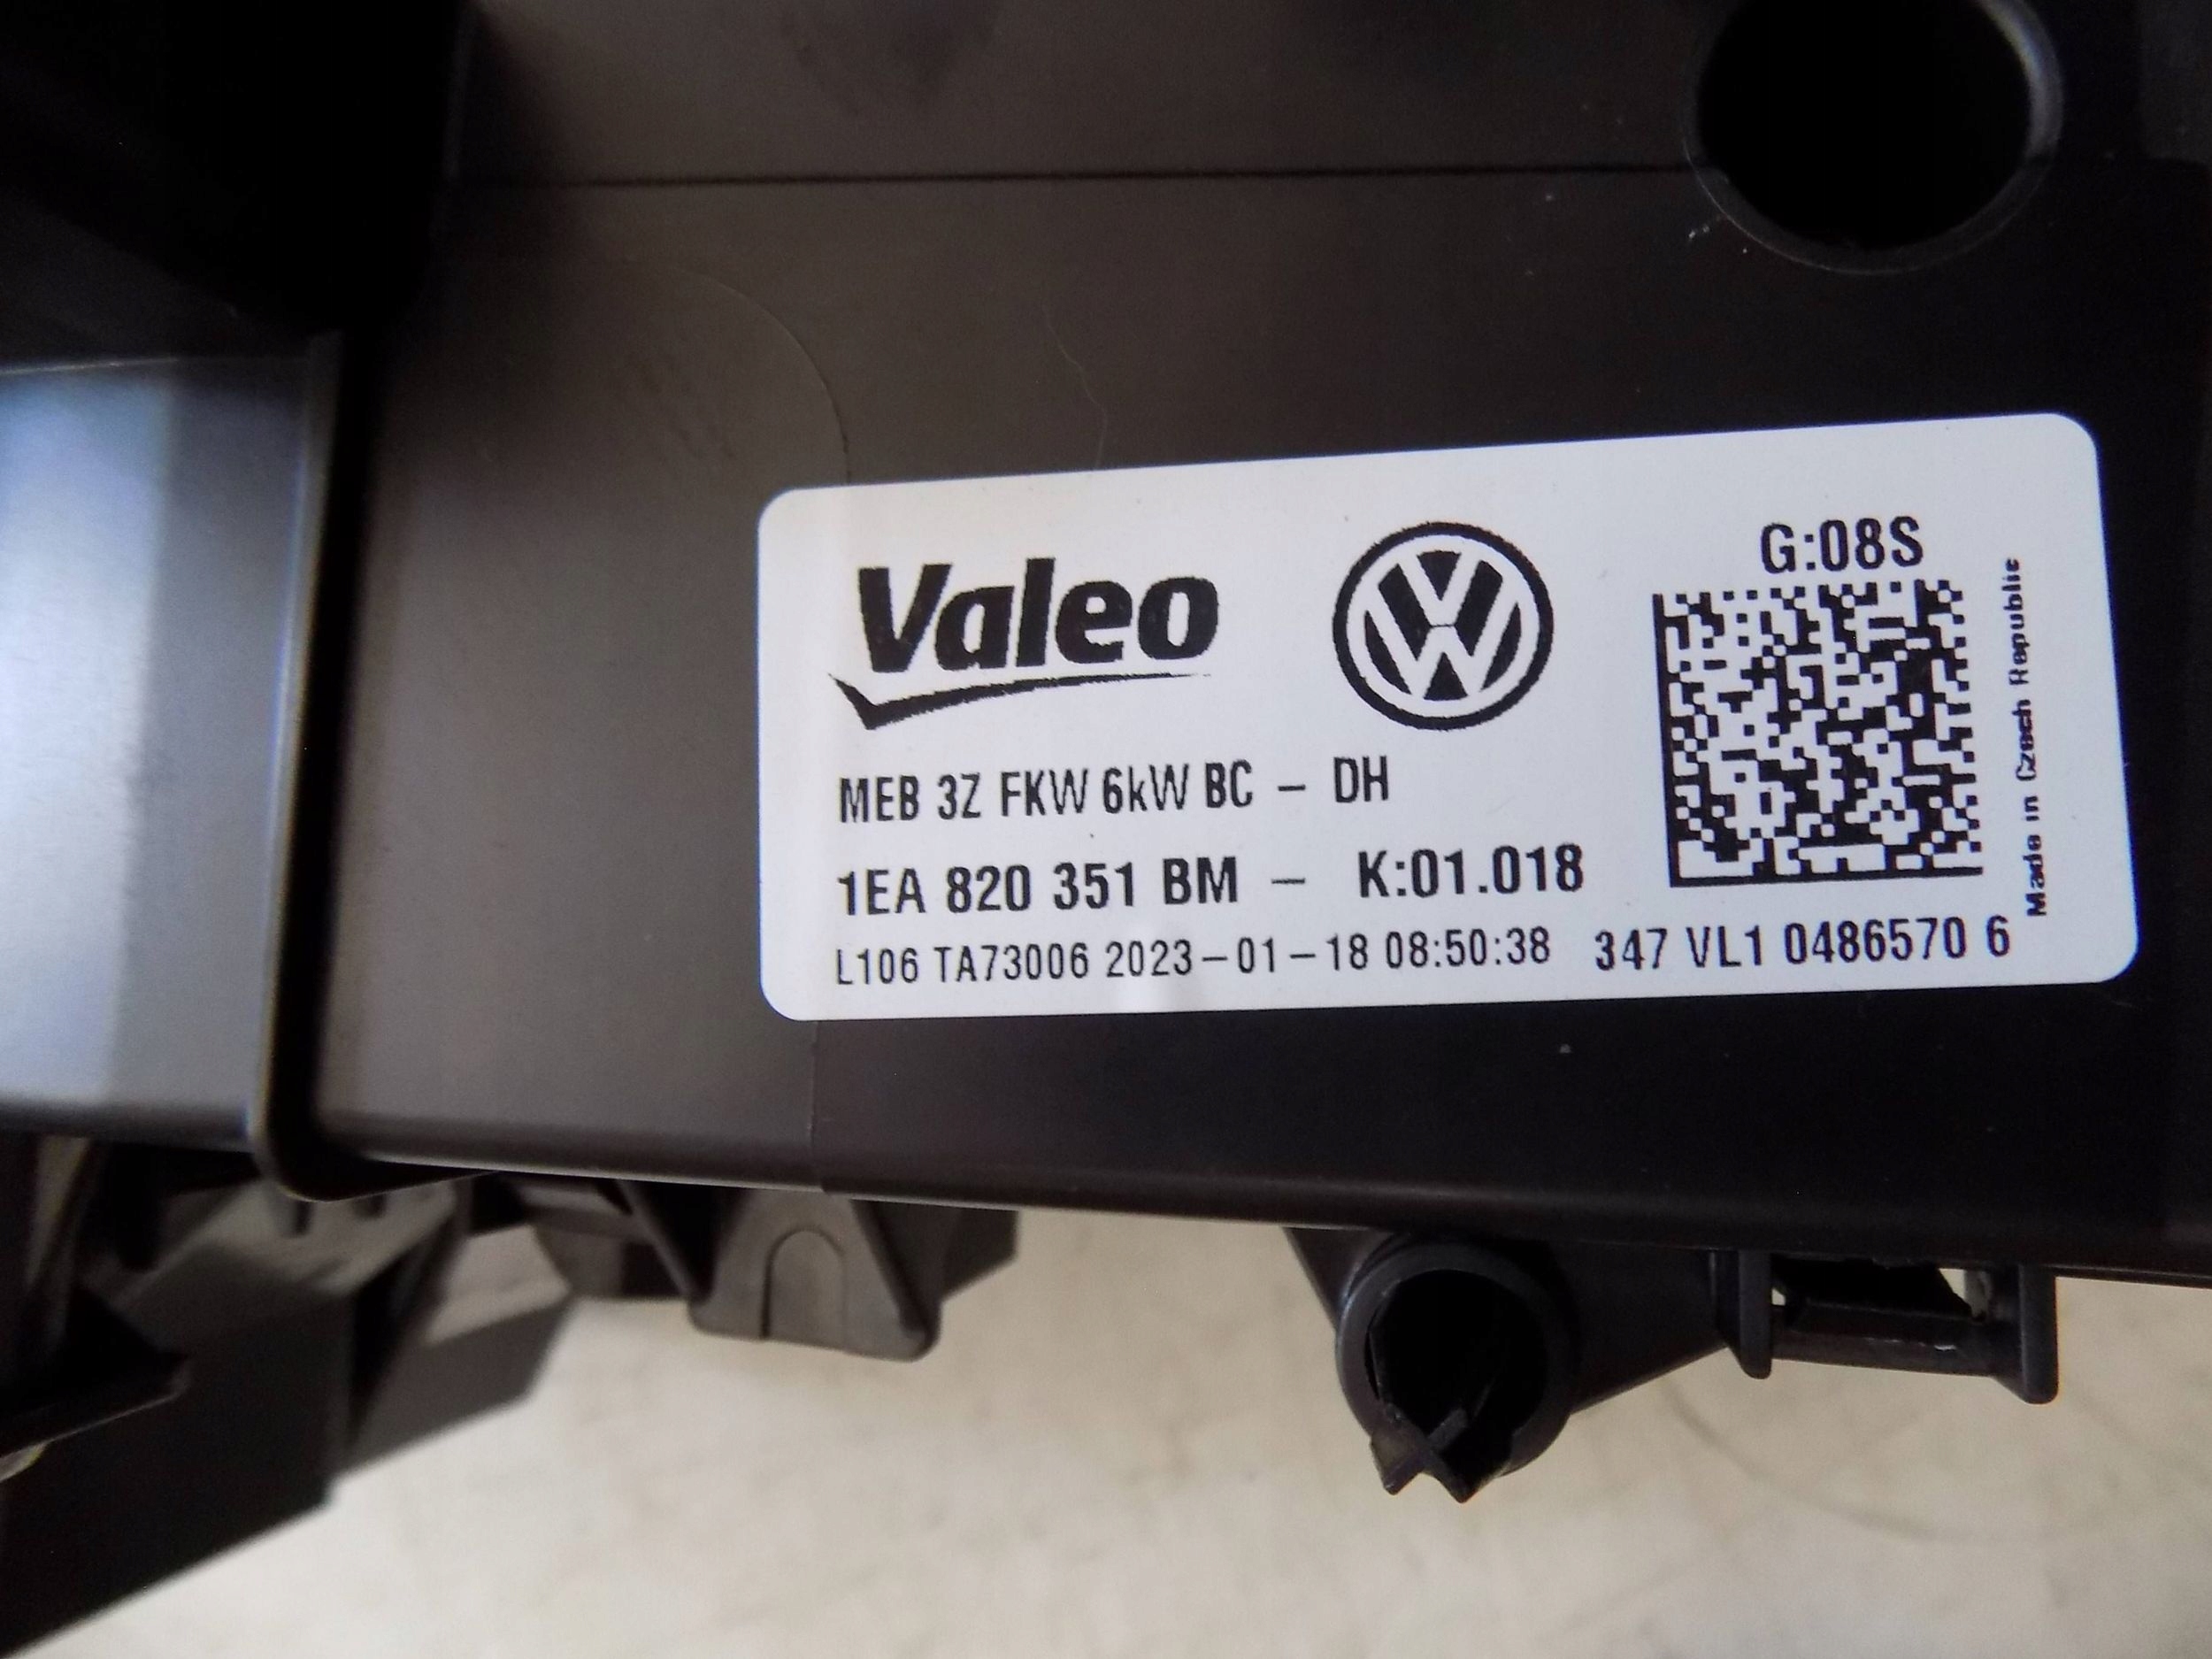 Valeo
G:08S
MEB 3Z FKW 6kW BC – DH
1EA 820 351 BM – K:01.018
L106 TA73006 2023-01-18 08:50:38 347 VL1 0486570 6
Made in Czech Republic